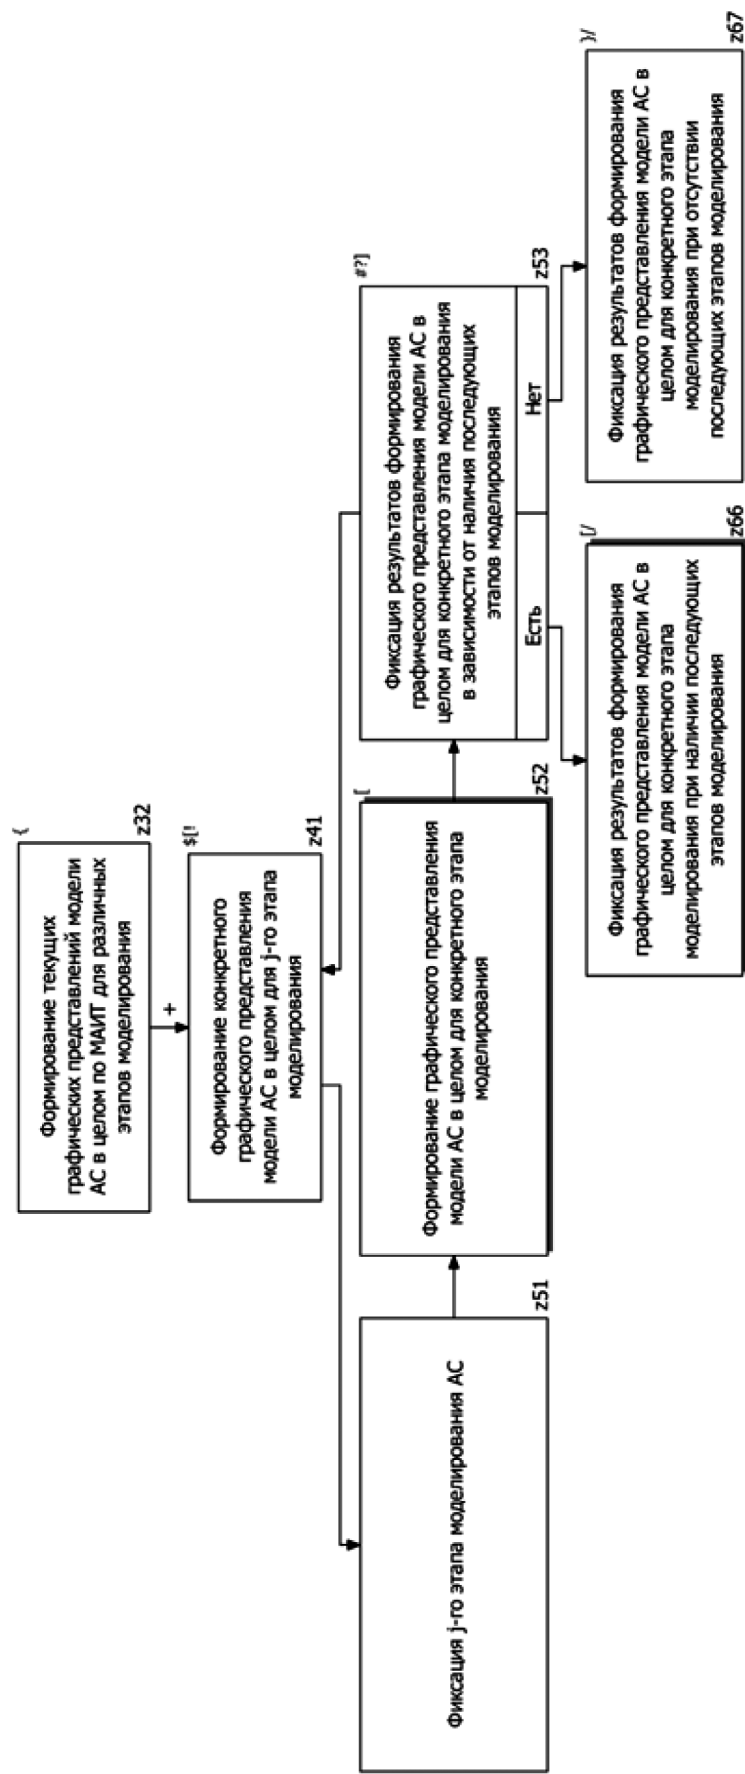 {
Формирование текущих
графических представлений модели
АС в целом по МАИТ для различных
этапов моделирования
z32
+
$[!
Формирование конкретного
графического представления
модели АС в целом для j-го этапа
моделирования
z41
Фиксация j-го этапа моделирования АС
z51
[
Формирование графического представления
модели АС в целом для конкретного этапа
моделирования
z52
#?]
Фиксация результатов формирования
графического представления модели АС в
целом для конкретного этапа моделирования
в зависимости от наличия последующих
этапов моделирования
Есть
Нет
z53
[/
Фиксация результатов формирования
графического представления модели АС в
целом для конкретного этапа
моделирования при наличии последующих
этапов моделирования
z66
}/
Фиксация результатов формирования
графического представления модели АС в
целом для конкретного этапа
моделирования при отсутствии
последующих этапов моделирования
z67